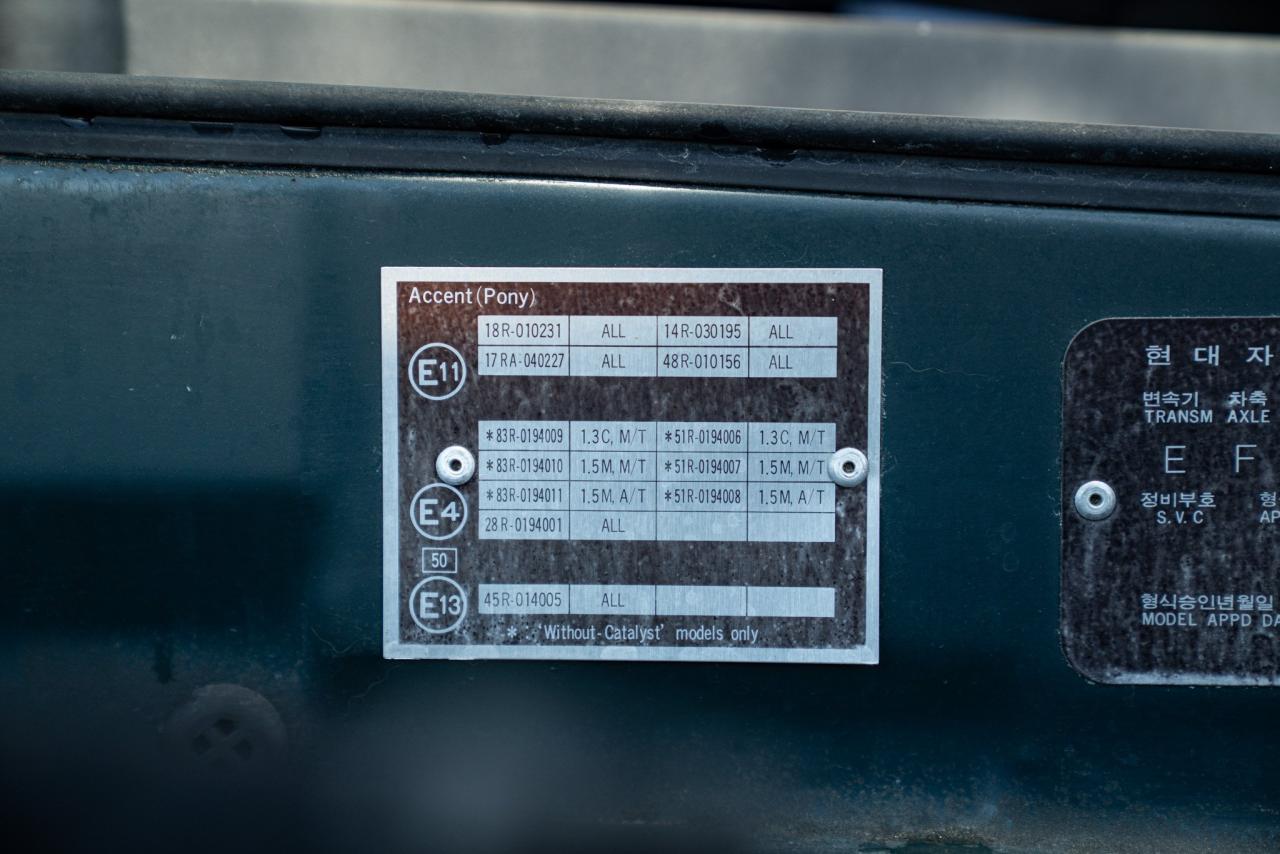 Accent (Pony)
18R-010231 ALL 14R-030195 ALL
E11 17RA-040227 ALL 48R-010156 ALL
*83R-0194009 1.3C, M/T *51R-0194006 1.3C, M/T
*83R-0194010 1.5M, M/T *51R-0194007 1.5M, M/T
*83R-0194011 1.5M, A/T *51R-0194008 1.5M, A/T
E4 28R-0194001 ALL
50
E13 45R-014005 ALL
* : 'Without-Catalyst' models only
현대자
변속기 차축
TRANSM AXLE
E F
정비부호 형
S.V.C AP
형식승인년월일
MODEL APPD DA